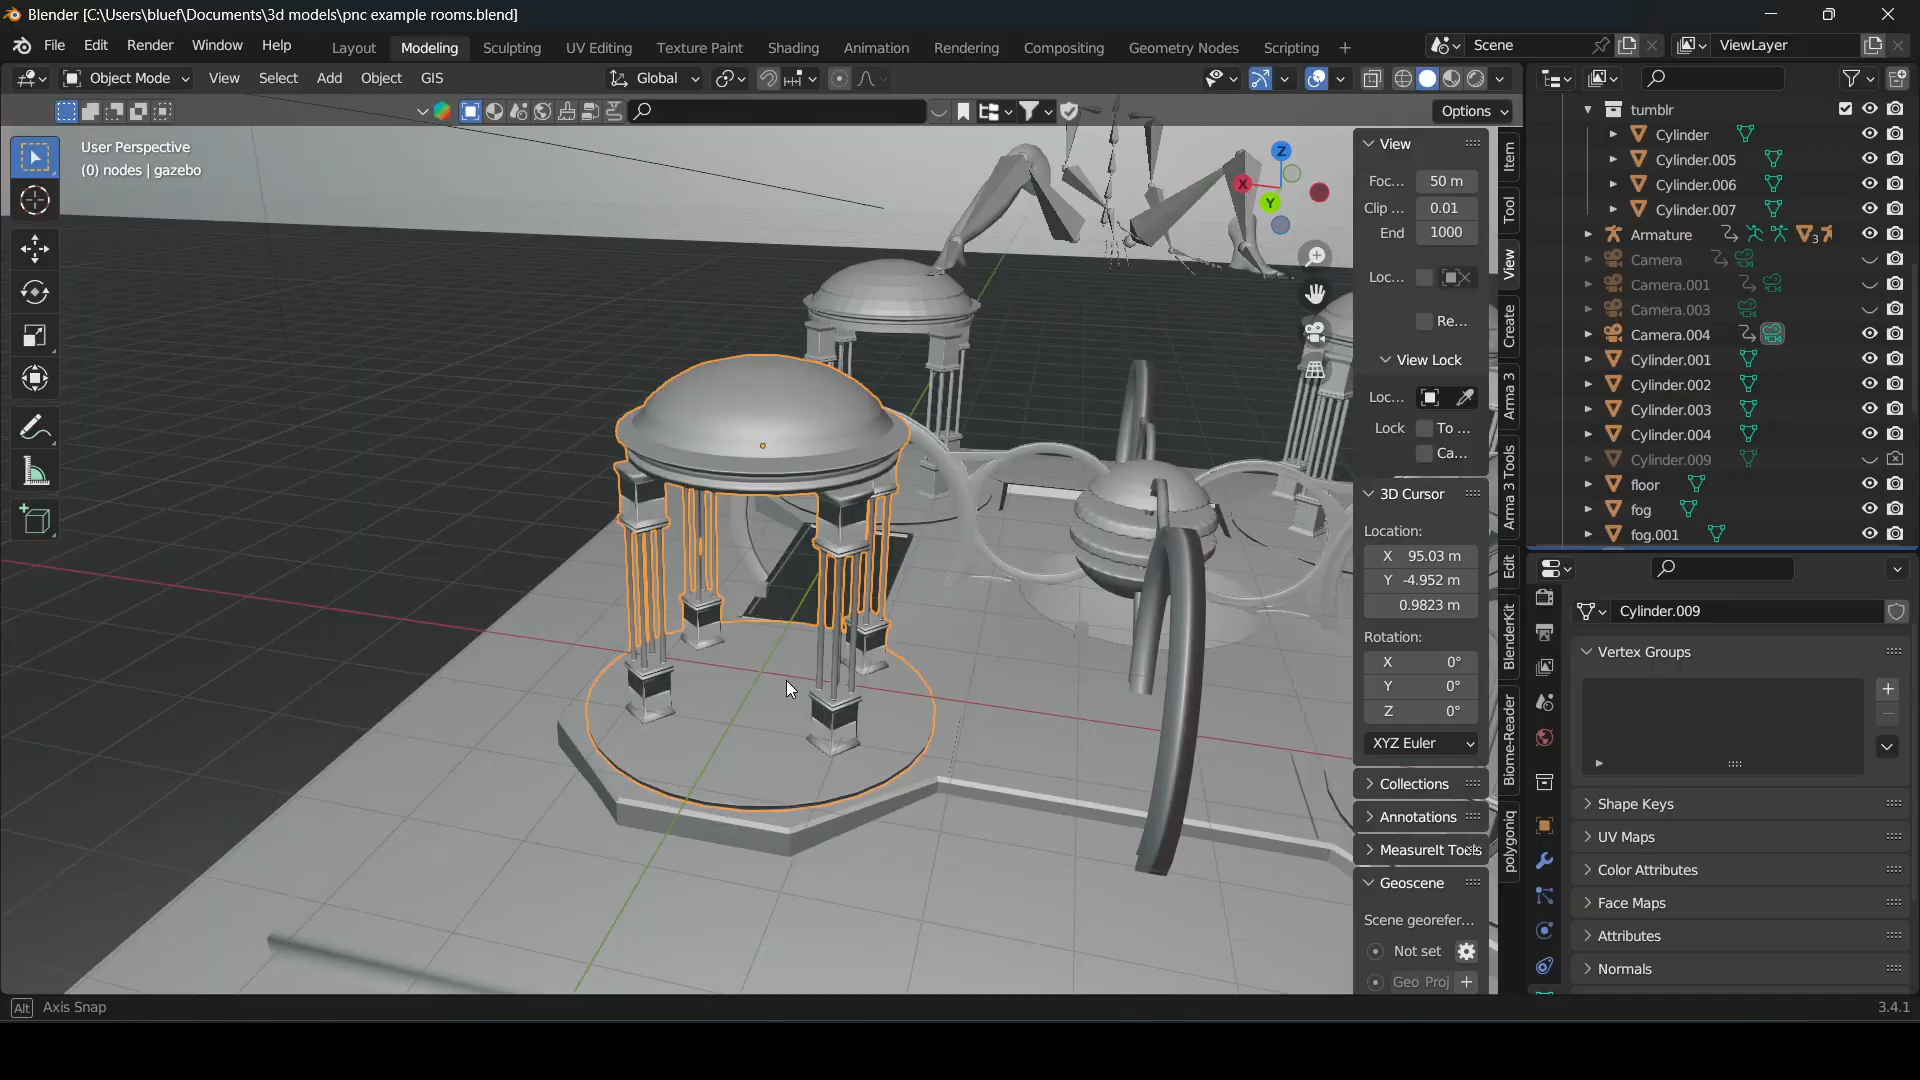 Blender [C:\Users\bluef\Documents\3d models\pnc example rooms.blend]
File Edit Render Window Help Layout Modeling Sculpting UV Editing Texture Paint Shading Animation Rendering Compositing Geometry Nodes Scripting + Scene ViewLayer
Object Mode View Select Add Object GIS Global
Options
User Perspective
(0) nodes | gazebo
Z
X
Y
View
Foc... 50 m
Clip ... 0.01
End 1000
Loc...
Re...
View Lock
Loc...
Lock To ...
Ca...
3D Cursor
Location:
X 95.03 m
Y -4.952 m
0.9823 m
Rotation:
X 0°
Y 0°
Z 0°
XYZ Euler
Collections
Annotations
MeasureIt Tools
Geoscene
Scene georefer...
Not set
Geo Proj
Item
Tool
View
Create
Arma 3
Arma 3 Tools
Edit
BlenderKit
Biome-Reader
polygoniq
tumblr
Cylinder
Cylinder.005
Cylinder.006
Cylinder.007
Armature 3
Camera
Camera.001
Camera.003
Camera.004
Cylinder.001
Cylinder.002
Cylinder.003
Cylinder.004
Cylinder.009
floor
fog
fog.001
Cylinder.009
Vertex Groups
Shape Keys
UV Maps
Color Attributes
Face Maps
Attributes
Normals
Alt Axis Snap
3.4.1